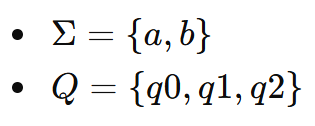 • Σ = {a, b}
• Q = {q0, q1, q2}